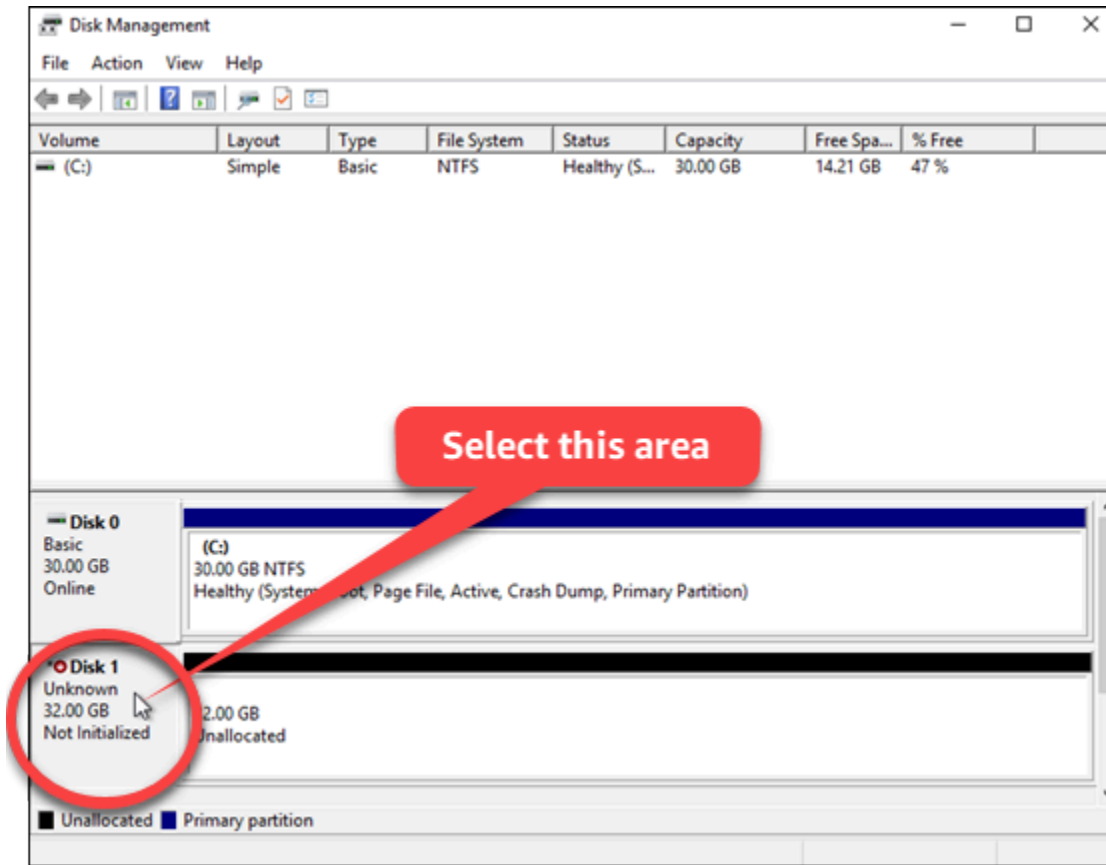 Disk Management
File Action View Help
Volume Layout Type File System Status Capacity Free Spa... % Free
(C:) Simple Basic NTFS Healthy (S... 30.00 GB 14.21 GB 47 %
Select this area
Disk 0
Basic
30.00 GB
Online
(C:)
30.00 GB NTFS
Healthy (System, Page File, Active, Crash Dump, Primary Partition)
Disk 1
Unknown
32.00 GB
Not Initialized
2.00 GB
Unallocated
Unallocated Primary partition